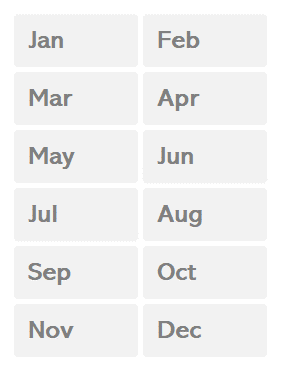 Jan Feb
Mar Apr
May Jun
Jul Aug
Sep Oct
Nov Dec